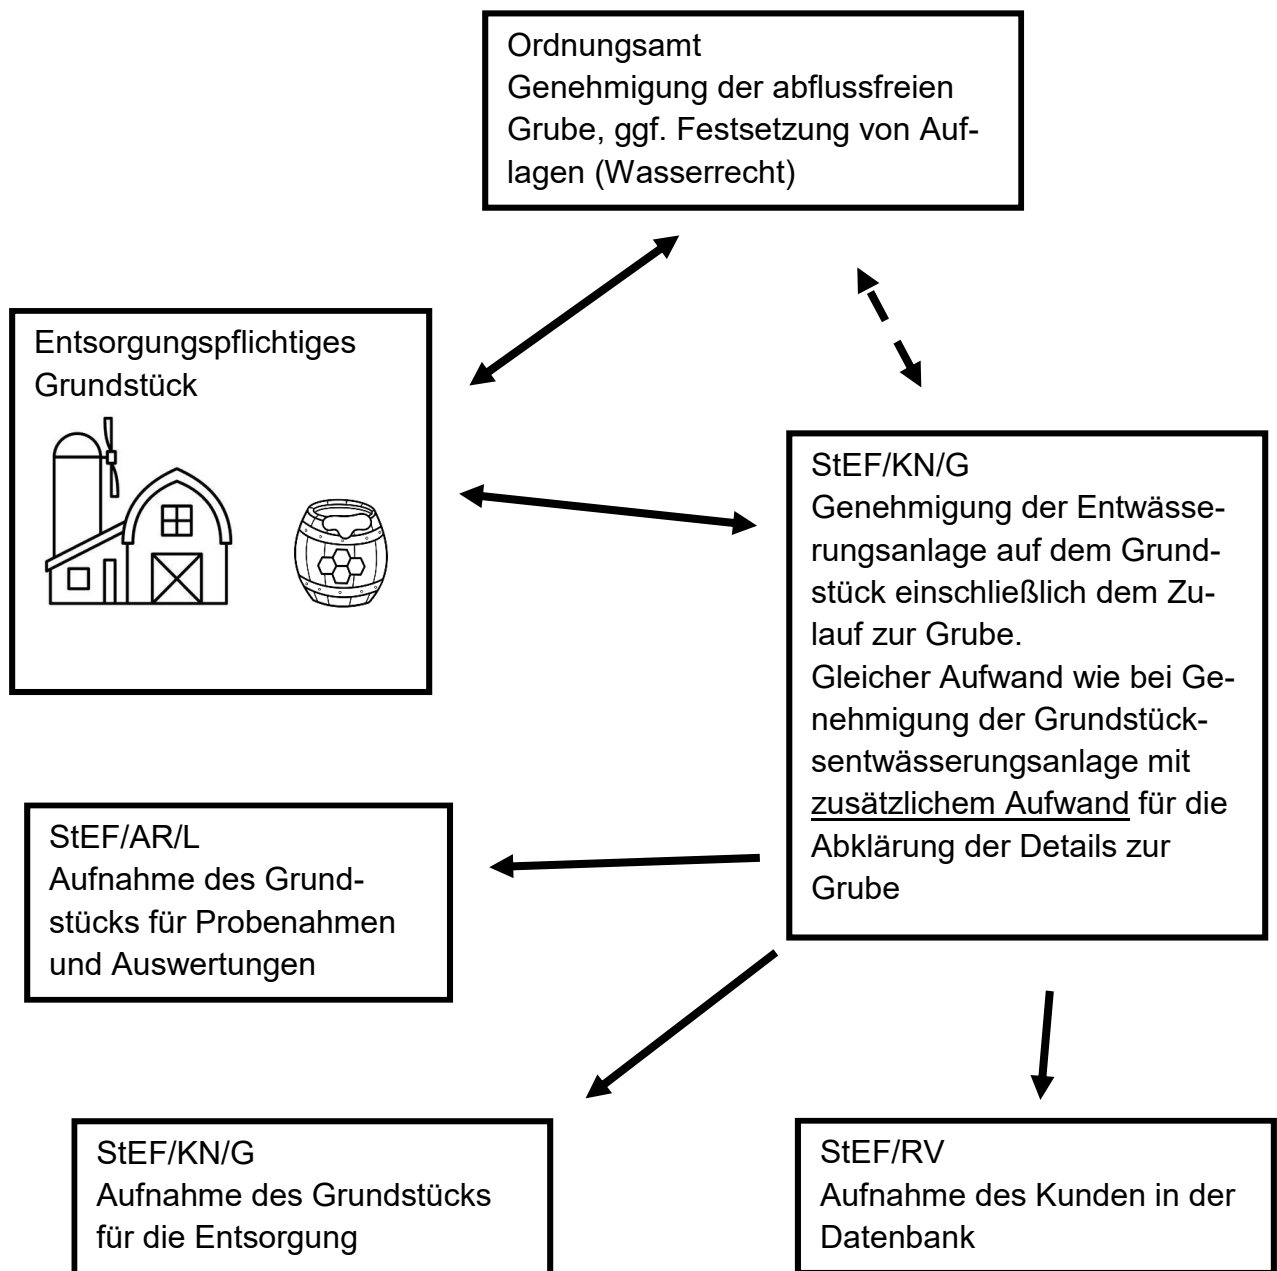 Ordnungsamt
Genehmigung der abflussfreien
Grube, ggf. Festsetzung von Auf-
lagen (Wasserrecht)
Entsorgungspflichtiges
Grundstück
StEF/KN/G
Genehmigung der Entwässe-
rungsanlage auf dem Grund-
stück einschließlich dem Zu-
lauf zur Grube.
Gleicher Aufwand wie bei Ge-
nehmigung der Grundstück-
sentwässerungsanlage mit
zusätzlichem Aufwand für die
Abklärung der Details zur
Grube
StEF/AR/L
Aufnahme des Grund-
stücks für Probenahmen
und Auswertungen
StEF/KN/G
Aufnahme des Grundstücks
für die Entsorgung
StEF/RV
Aufnahme des Kunden in der
Datenbank